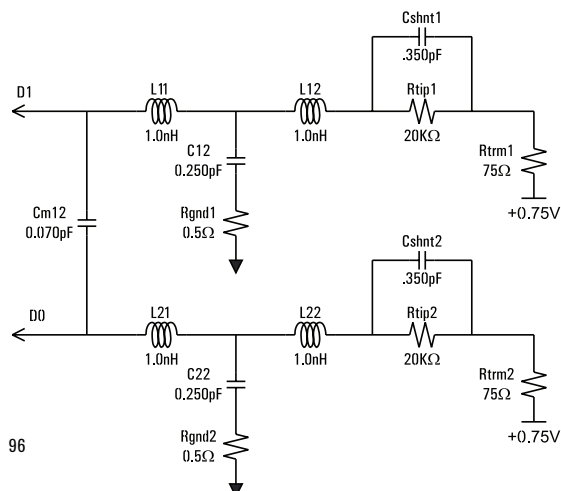 Cshnt1
.350pF
D1
L11
L12
Rtip1
1.0nH
1.0nH
20KΩ
C12
0.250pF
Rtrm1
75Ω
Rgnd1
0.5Ω
+0.75V
Cm12
0.070pF
Cshnt2
.350pF
D0
L21
L22
Rtip2
1.0nH
1.0nH
20KΩ
C22
0.250pF
Rtrm2
75Ω
Rgnd2
0.5Ω
+0.75V
96